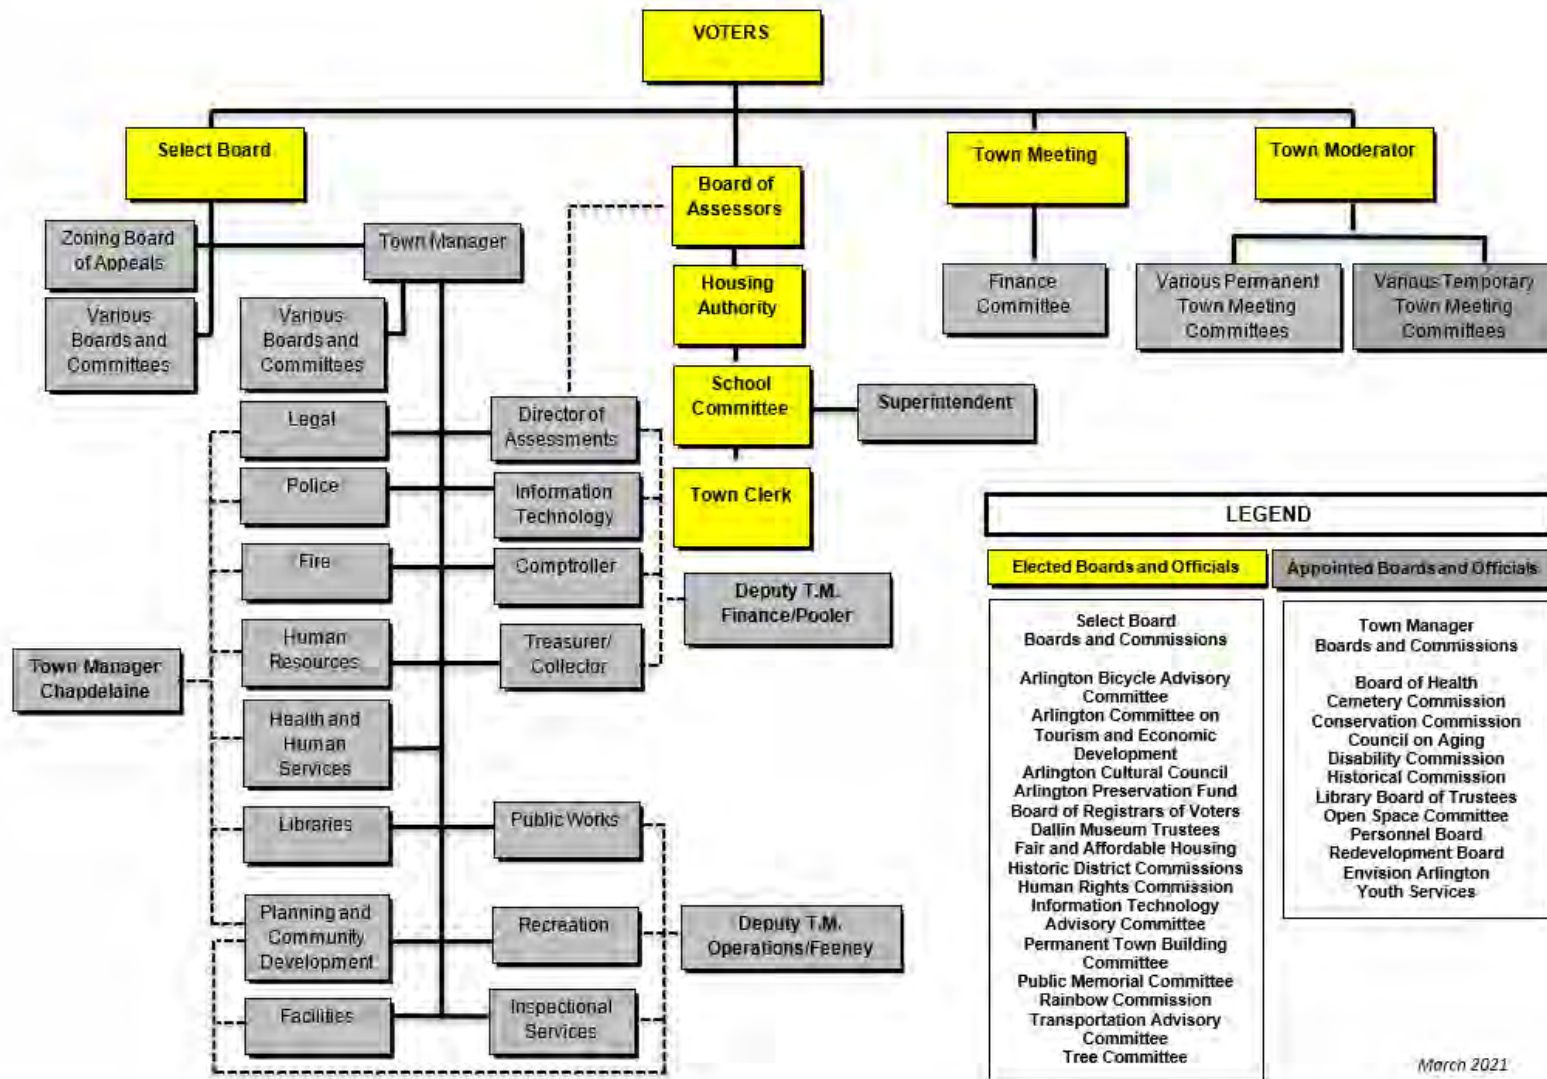 VOTERS
Select Board
Town Meeting
Town Moderator
Board of
Assessors
Zoning Board
of Appeals
Town Manager
Housing
Authority
Finance
Committee
Various Permanent
Town Meeting
Committees
Various Temporary
Town Meeting
Committees
Various
Boards and
Committees
Various
Boards and
Committees
School
Committee
Superintendent
Legal
Director of
Assessments
Police
Information
Technology
Town Clerk
Fire
Comptroller
Deputy T.M.
Finance/Pooler
Human
Resources
Treasurer/
Collector
Town Manager
Chapdelaine
Health and
Human
Services
Libraries
Public Works
Planning and
Community
Development
Recreation
Deputy T.M.
Operations/Feeney
Facilities
Inspectional
Services
LEGEND
Elected Boards and Officials
Appointed Boards and Officials
Select Board
Boards and Commissions
Arlington Bicycle Advisory
Committee
Arlington Committee on
Tourism and Economic
Development
Arlington Cultural Council
Arlington Preservation Fund
Board of Registrars of Voters
Dallin Museum Trustees
Fair and Affordable Housing
Historic District Commissions
Human Rights Commission
Information Technology
Advisory Committee
Permanent Town Building
Committee
Public Memorial Committee
Rainbow Commission
Transportation Advisory
Committee
Tree Committee
Town Manager
Boards and Commissions
Board of Health
Cemetery Commission
Conservation Commission
Council on Aging
Disability Commission
Historical Commission
Library Board of Trustees
Open Space Committee
Personnel Board
Redevelopment Board
Envision Arlington
Youth Services
March 2021